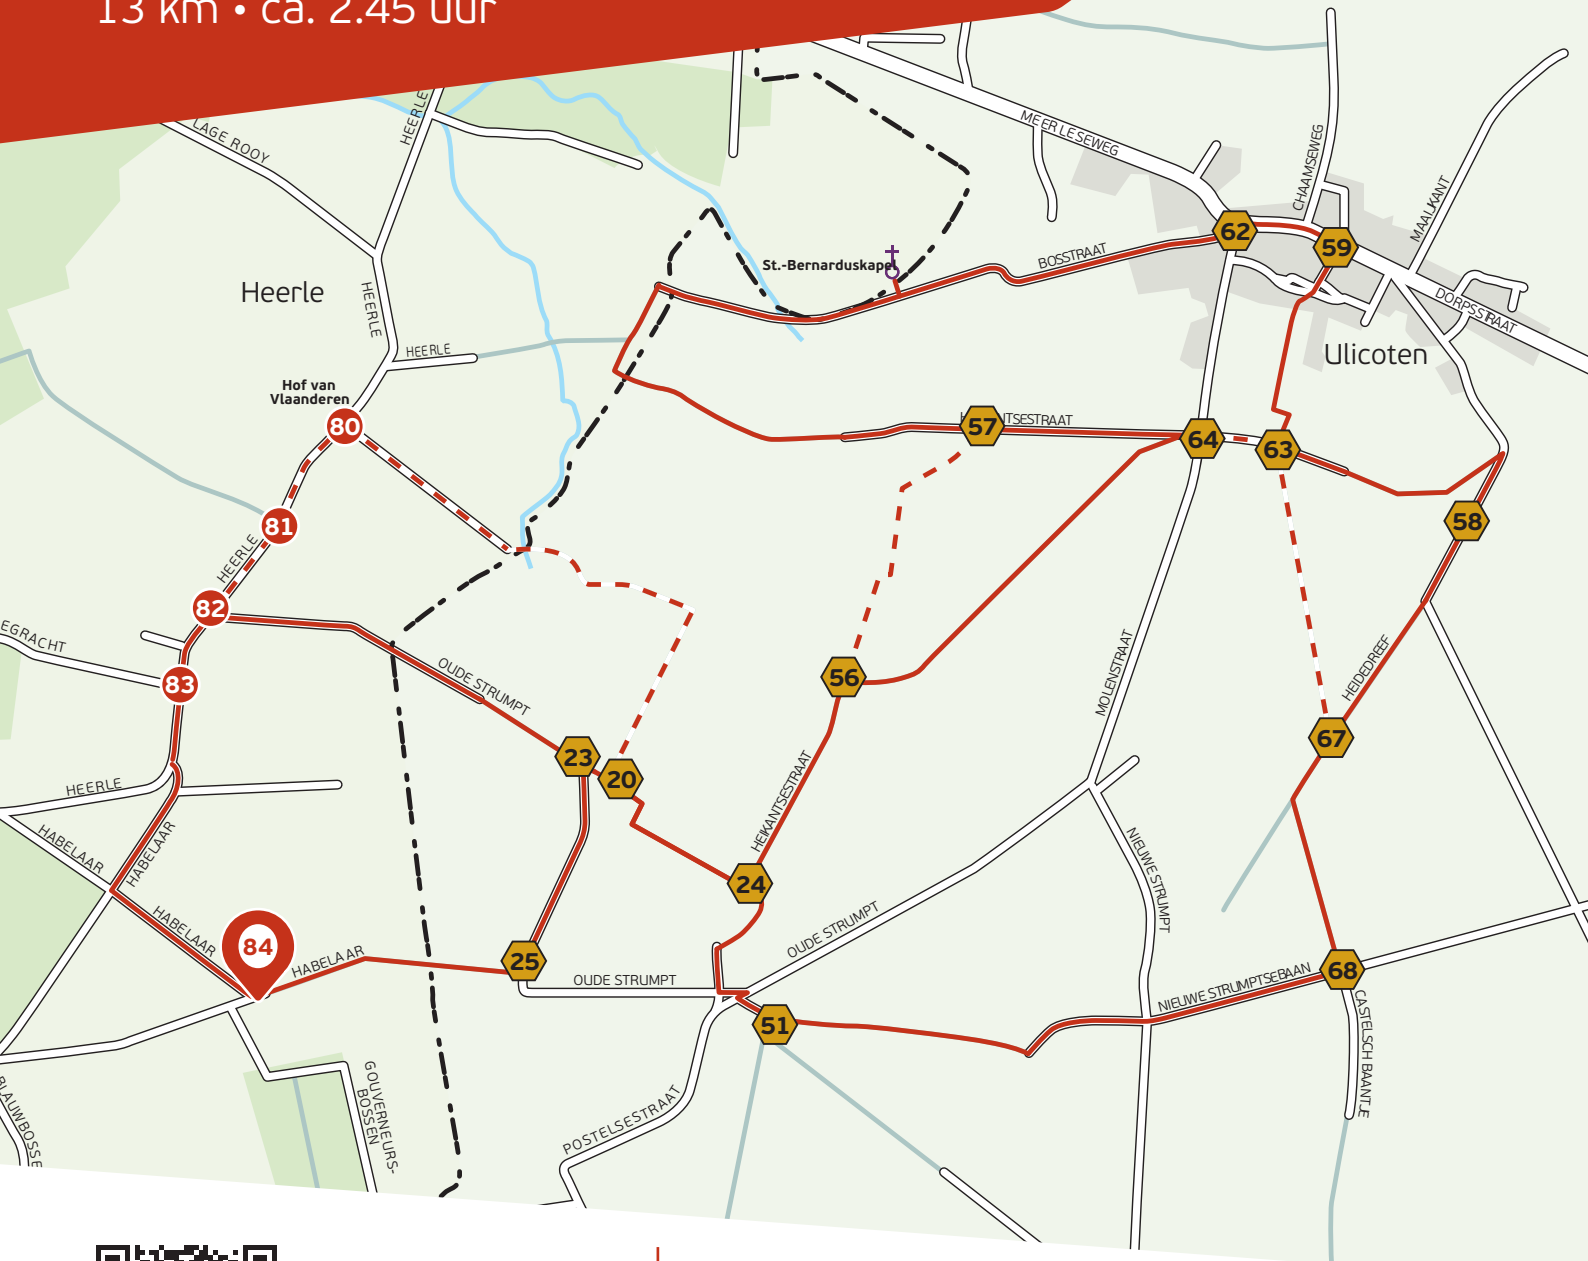 13 km • ca. 2.45 uur
LAGE ROOY
HEERLE
MEERLESEWEG
CHAAMSEWEG
MAALKANT
62
59
BOSSTRAAT
St.-Bernarduskapel
DORPSSTRAAT
Heerle
HEERLE
HEERLE
Ulicoten
Hof van
Vlaanderen
80
57
64
63
81
58
HEERLE
82
EGRACHT
83
OUDE STRUMPT
56
MOLENSTRAAT
HEIDEDREEF
67
23
20
HEERLE
HEIKANTSESTRAAT
HABELAAR
HABELAAR
24
NIEUWE STRUMPT
HABELAAR
OUDE STRUMPT
84
HABELAAR
25
OUDE STRUMPT
NIEUWE STRUMPTSEBAAN
68
51
CASTELSCH BAANTJE
GOUVERNEURS-
BOSSEN
POSTELSESTRAAT
BLAUWBOSSE